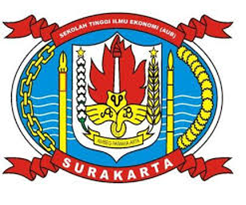 SEKOLAH TINGGI ILMU EKONOMI (AUB)
SURAKARTA